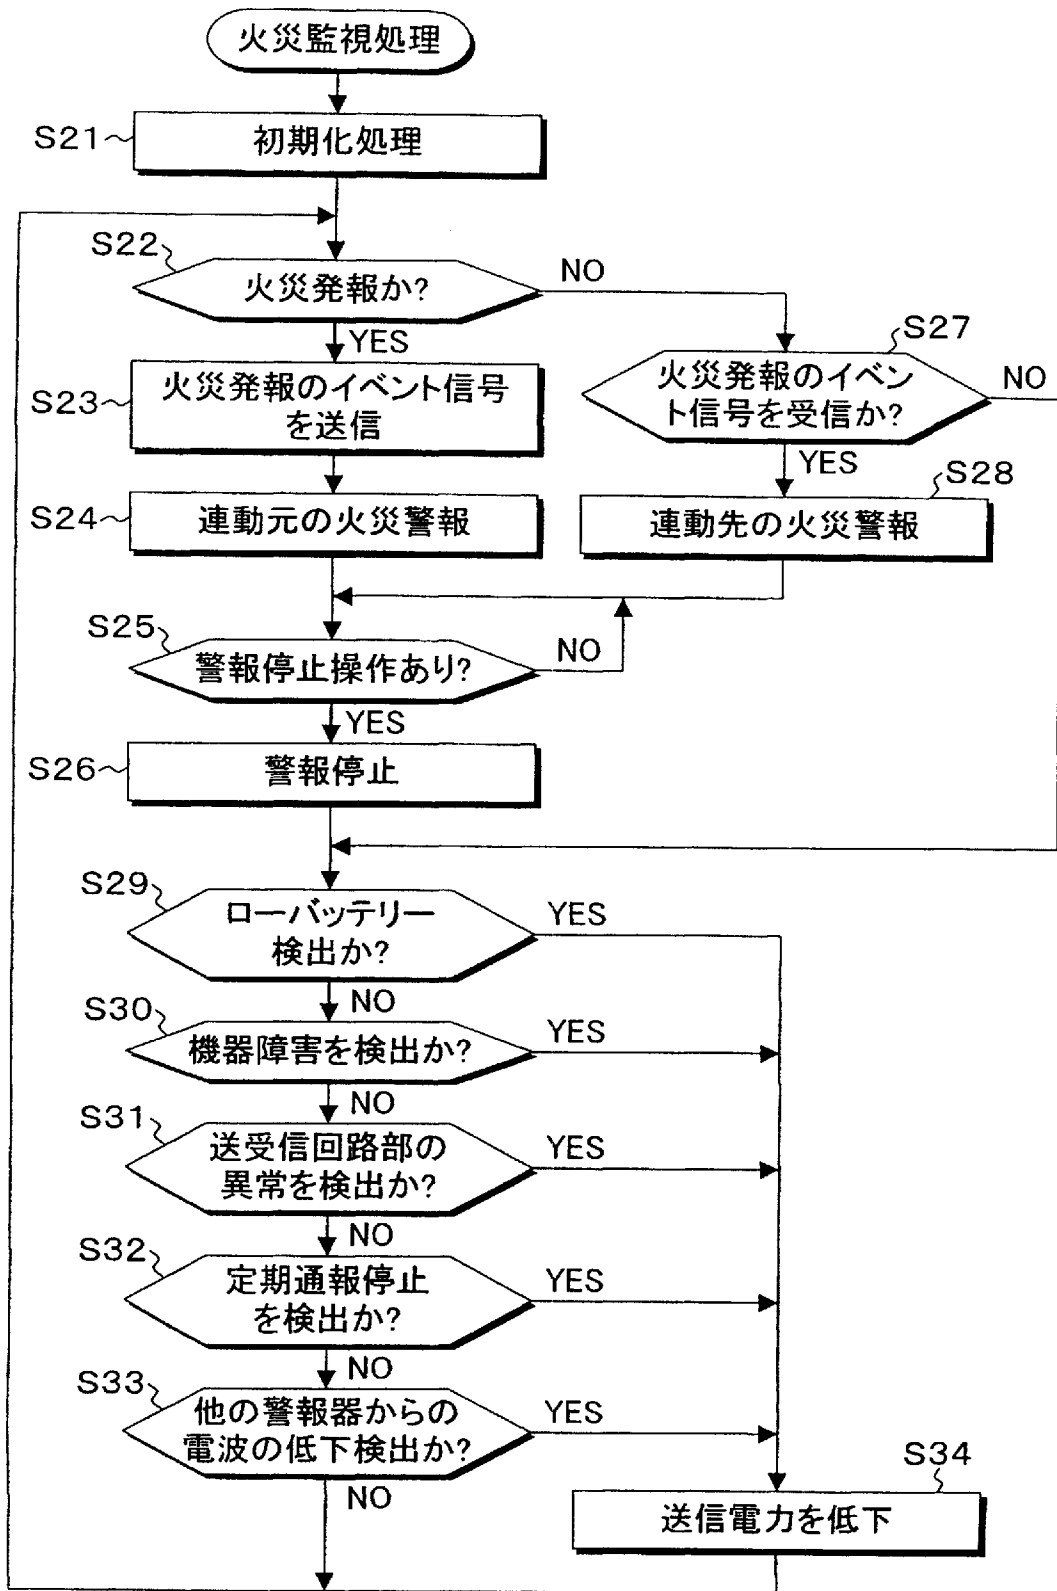 火災監視処理
S21
初期化処理
S22
火災発報か?
NO
YES
S23
火災発報のイベント信号
を送信
S27
火災発報のイベン
ト信号を受信か?
NO
YES
S24
連動元の火災警報
S28
連動先の火災警報
S25
警報停止操作あり?
NO
YES
S26
警報停止
S29
ローバッテリー
検出か?
YES
NO
S30
機器障害を検出か?
YES
NO
S31
送受信回路部の
異常を検出か?
YES
NO
S32
定期通報停止
を検出か?
YES
NO
S33
他の警報器からの
電波の低下検出か?
YES
NO
S34
送信電力を低下